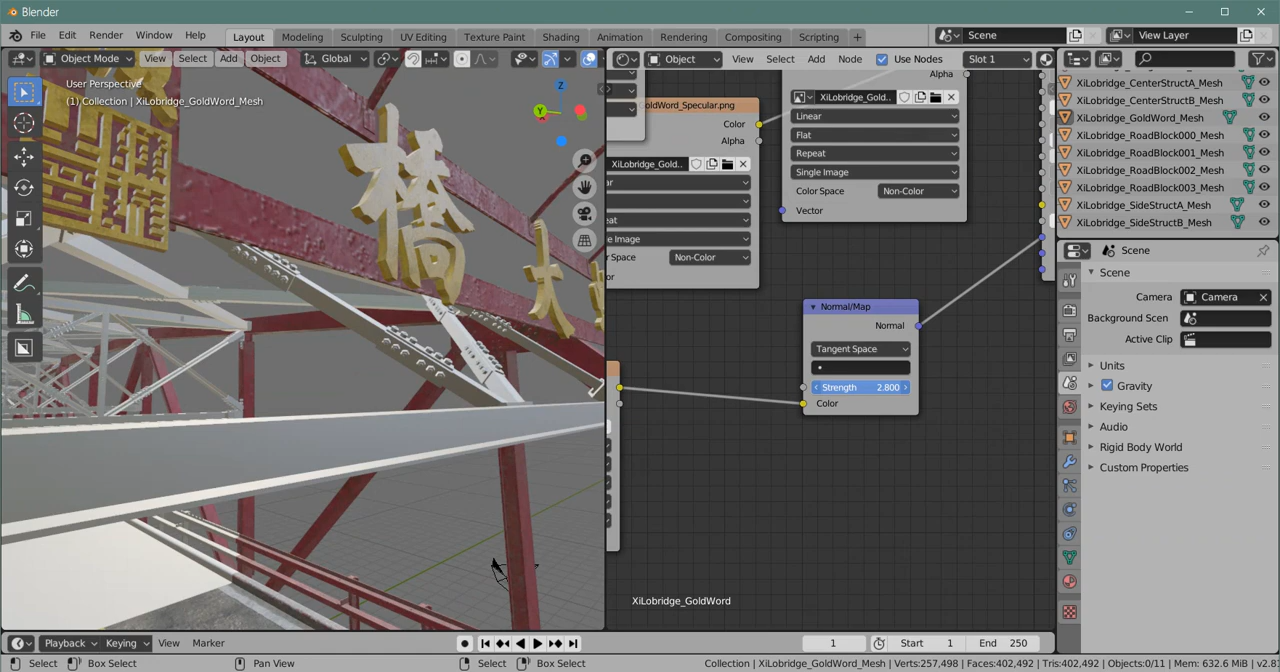 Blender
File Edit Render Window Help
Layout Modeling Sculpting UV Editing Texture Paint Shading Animation Rendering Compositing Scripting +
Scene
View Layer
Object Mode View Select Add Object Global
User Perspective
(1) Collection | XiLobridge_GoldWord_Mesh
Z
Y
橋
大
Object View Select Add Node Use Nodes Slot 1
oldWord_Specular.png
Color
Alpha
XiLobridge_Gold..
ar
eat
e Image
r Space Non-Color
or
Alpha
XiLobridge_Gold..
Linear
Flat
Repeat
Single Image
Color Space Non-Color
Vector
Normal/Map
Normal
Tangent Space
Strength 2.800
Color
XiLobridge_GoldWord
XiLobridge_CenterStructA_Mesh
XiLobridge_CenterStructB_Mesh
XiLobridge_GoldWord_Mesh
XiLobridge_RoadBlock000_Mesh
XiLobridge_RoadBlock001_Mesh
XiLobridge_RoadBlock002_Mesh
XiLobridge_RoadBlock003_Mesh
XiLobridge_SideStructA_Mesh
XiLobridge_SideStructB_Mesh
Scene
Scene
Camera Camera
Background Scen
Active Clip
Units
Gravity
Keying Sets
Audio
Rigid Body World
Custom Properties
Playback Keying View Marker
1 Start 1 End 250
Select Box Select Pan View Select Box Select
Collection | XiLobridge_GoldWord_Mesh | Verts:257,498 | Faces:402,492 | Tris:402,492 | Objects:0/11 | Mem: 632.6 MiB | v2.8